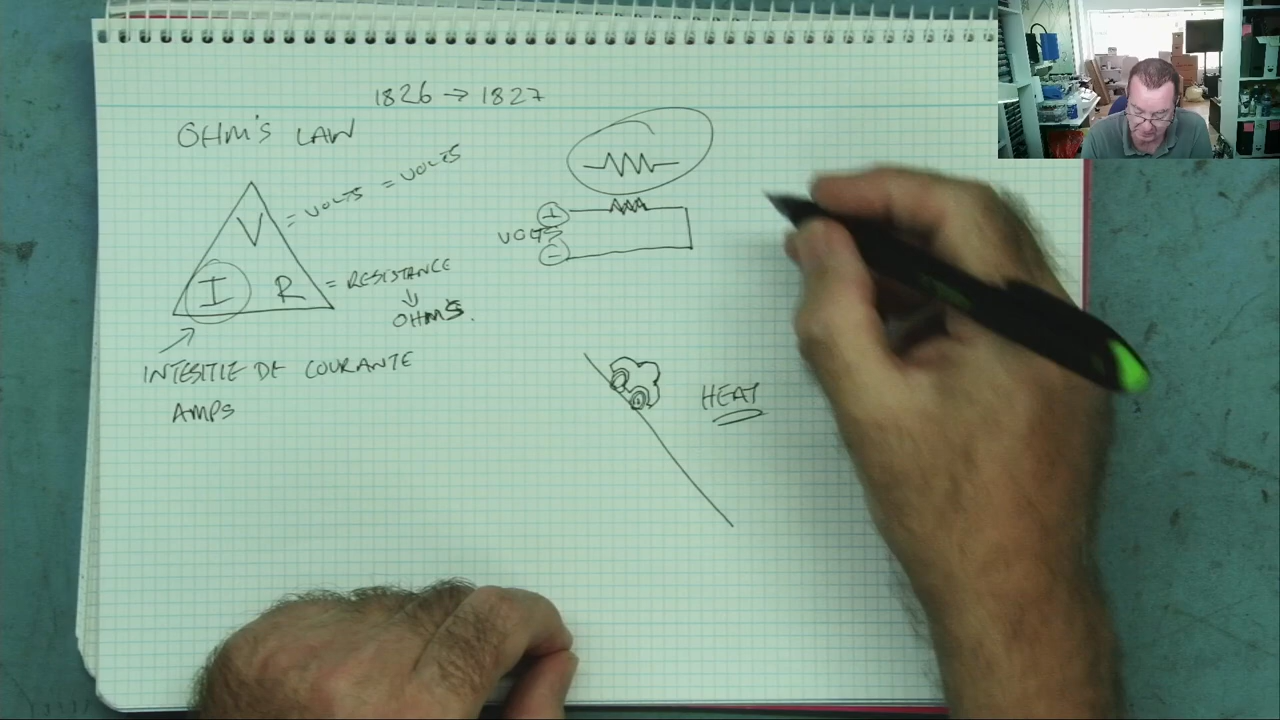 1826 → 1827
OHM'S LAW
V = VOLTS = VOLTS
I R = RESISTANCE
↓
OHMS.
INTESITIE DE COURANTE
AMPS
+
VOLTS
−
HEAT